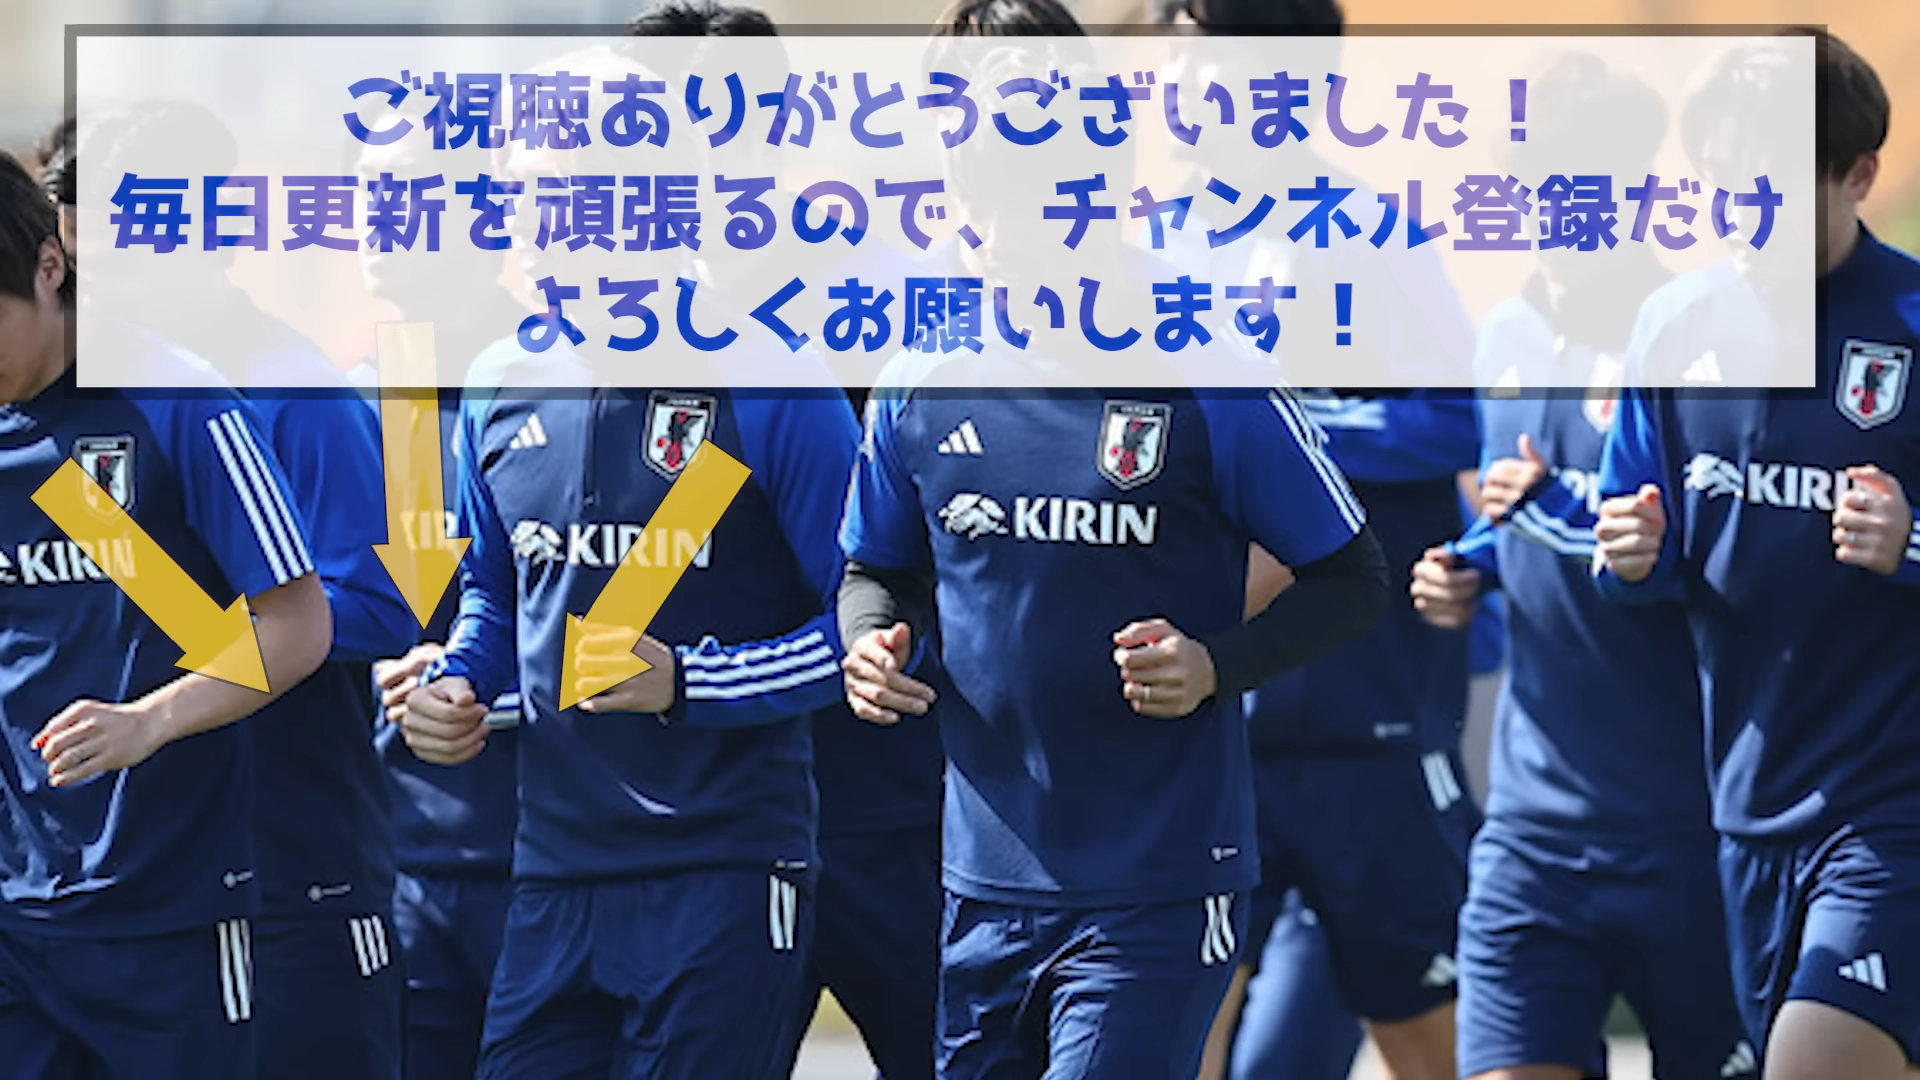 ご視聴ありがとうございました！
毎日更新を頑張るので、チャンネル登録だけ
よろしくお願いします！
KIRIN
KIRIN
KIRIN